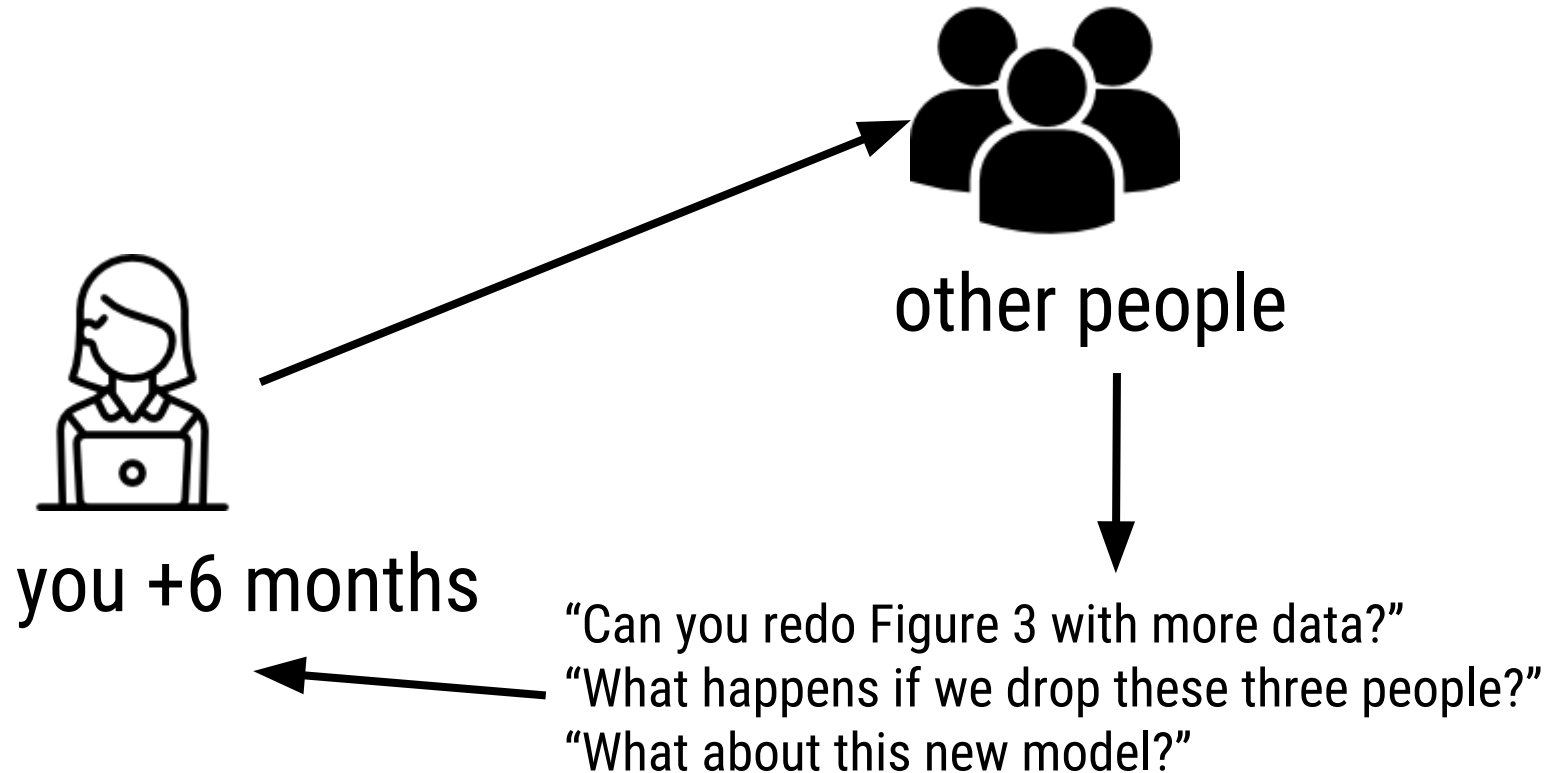 other people
you +6 months
“Can you redo Figure 3 with more data?”
“What happens if we drop these three people?”
“What about this new model?”